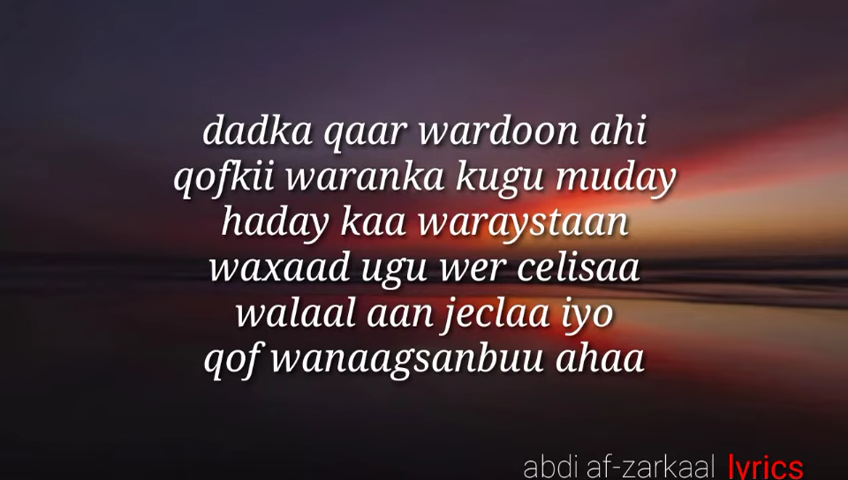 dadka qaar wardoon ahi
qofkii waranka kugu muday
haday kaa waraystaan
waxaad ugu wer celisaa
walaal aan jeclaa iyo
qof wanaagsanbuu ahaa
abdi af-zarkaal lyrics